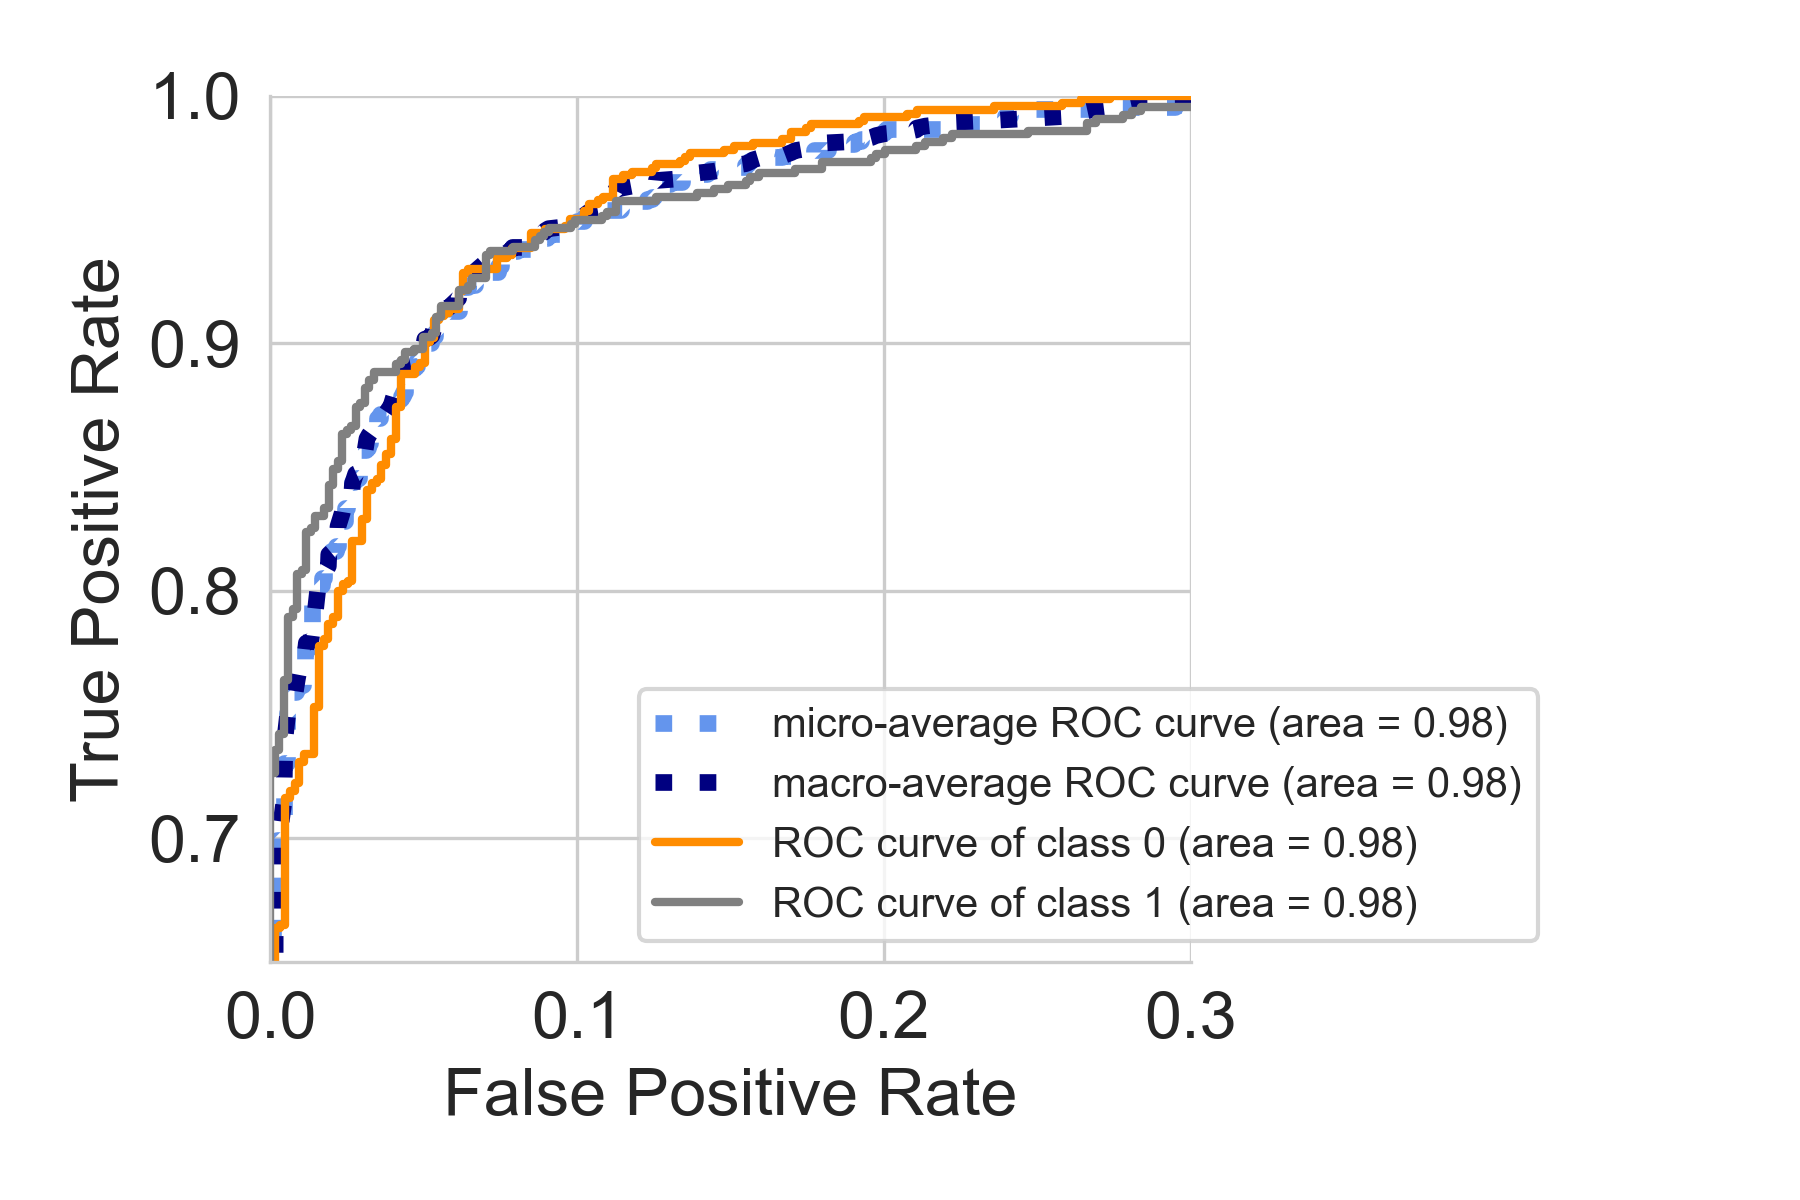 1.0
0.9
0.8
0.7
True Positive Rate
micro-average ROC curve (area = 0.98)
macro-average ROC curve (area = 0.98)
ROC curve of class 0 (area = 0.98)
ROC curve of class 1 (area = 0.98)
0.0 0.1 0.2 0.3
False Positive Rate